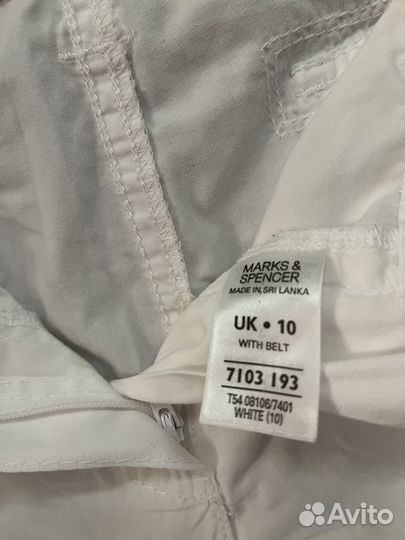 MARKS &
SPENCER
MADE IN SRI LANKA
UK • 10
WITH BELT
7103 193
T54 08106/7401
WHITE (10)
Avito